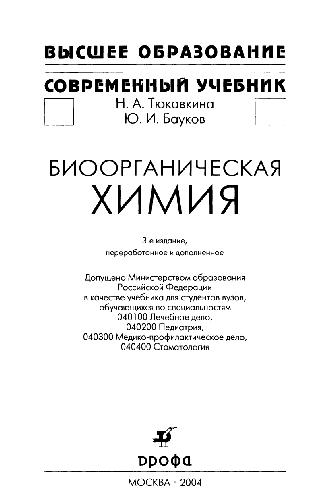 ВЫСШЕЕ ОБРАЗОВАНИЕ
СОВРЕМЕННЫЙ УЧЕБНИК
Н. А. Тюкавкина
Ю. И. Бауков
БИООРГАНИЧЕСКАЯ
ХИМИЯ
3-е издание,
переработанное и дополненное
Допущено Министерством образования
Российской Федерации
в качестве учебника для студентов вузов,
обучающихся по специальностям
040100 Лечебное дело,
040200 Педиатрия,
040300 Медико-профилактическое дело,
040400 Стоматология
ДРОФА
МОСКВА · 2004